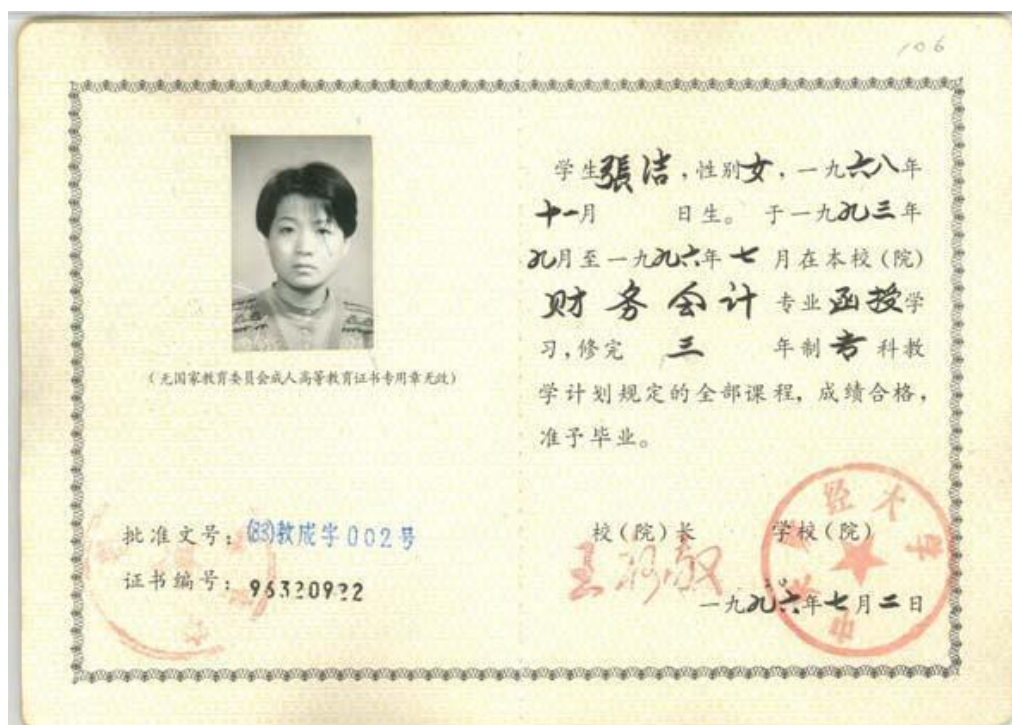 106
(无国家教育委员会成人高等教育证书专用章无效)
批准文号：(83)教成字002号
证书编号：
学生張洁,性别女,一九六八年
十一月 日生。于一九九三年
九月至一九九六年七月在本校(院)
财务会计专业函授学
习,修完 三 年制专科教
学计划规定的全部课程,成绩合格,
准予毕业。
校(院)长 学校(院)
一九九六年七月二日
中央财经大学